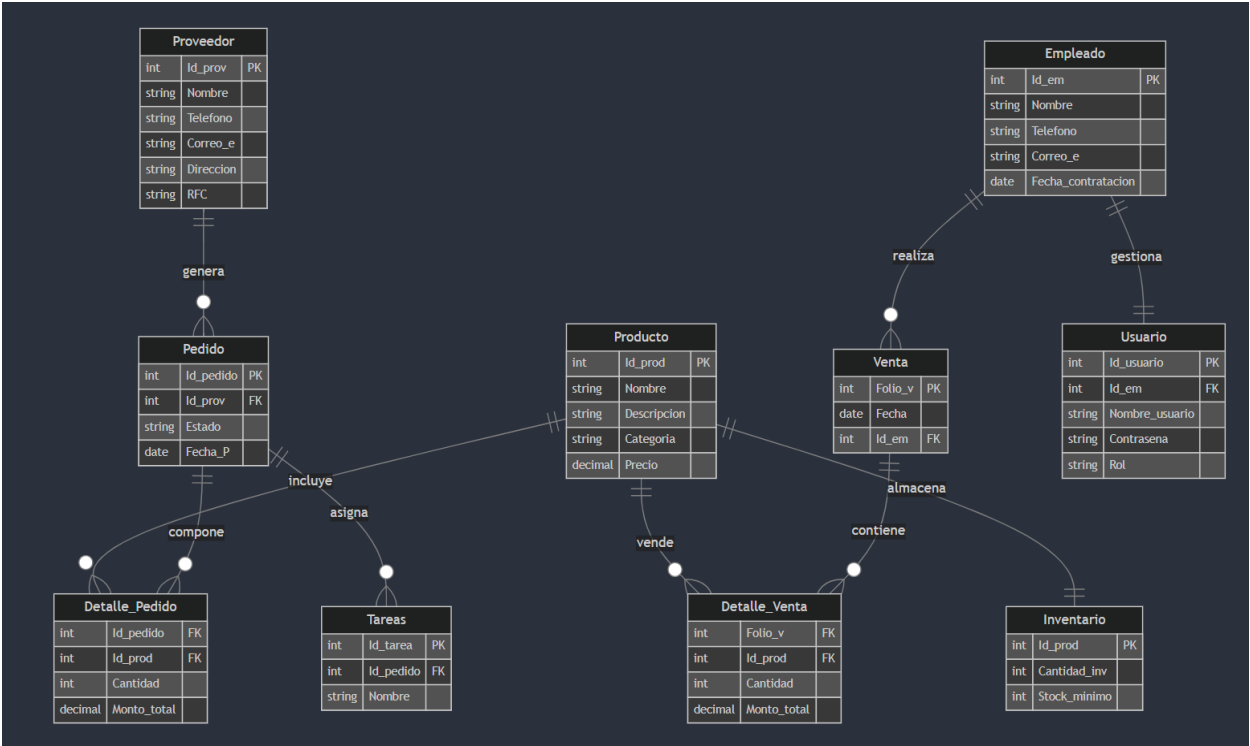 Proveedor
int Id_prov PK
string Nombre
string Telefono
string Correo_e
string Direccion
string RFC
Empleado
int Id_em PK
string Nombre
string Telefono
string Correo_e
date Fecha_contratacion
genera
realiza
gestiona
Pedido
int Id_pedido PK
int Id_prov FK
string Estado
date Fecha_P
Producto
int Id_prod PK
string Nombre
string Descripcion
string Categoria
decimal Precio
Venta
int Folio_v PK
date Fecha
int Id_em FK
Usuario
int Id_usuario PK
int Id_em FK
string Nombre_usuario
string Contrasena
string Rol
incluye
almacena
asigna
compone
vende
contiene
Detalle_Pedido
int Id_pedido FK
int Id_prod FK
int Cantidad
decimal Monto_total
Tareas
int Id_tarea PK
int Id_pedido FK
string Nombre
Detalle_Venta
int Folio_v FK
int Id_prod FK
int Cantidad
decimal Monto_total
Inventario
int Id_prod PK
int Cantidad_inv
int Stock_minimo